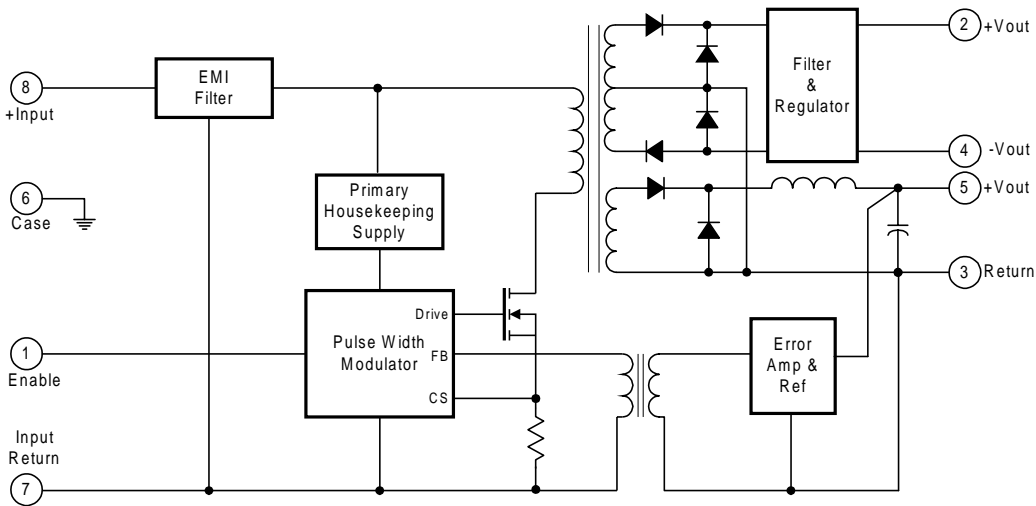 8
+Input
EMI
Filter
6
Case
Primary
Housekeeping
Supply
1
Enable
Pulse Width
Modulator
Drive
FB
CS
Input
Return
7
Filter
&
Regulator
2
+Vout
4
-Vout
5
+Vout
3
Return
Error
Amp &
Ref